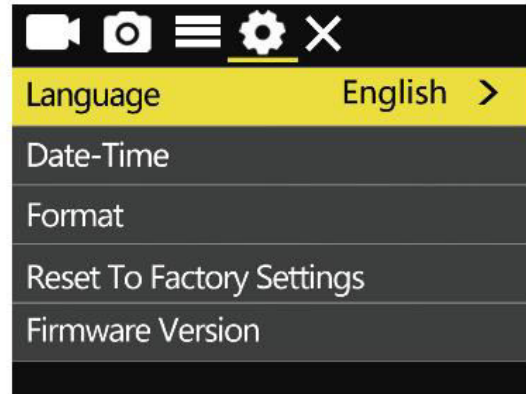 Language English >
Date-Time
Format
Reset To Factory Settings
Firmware Version